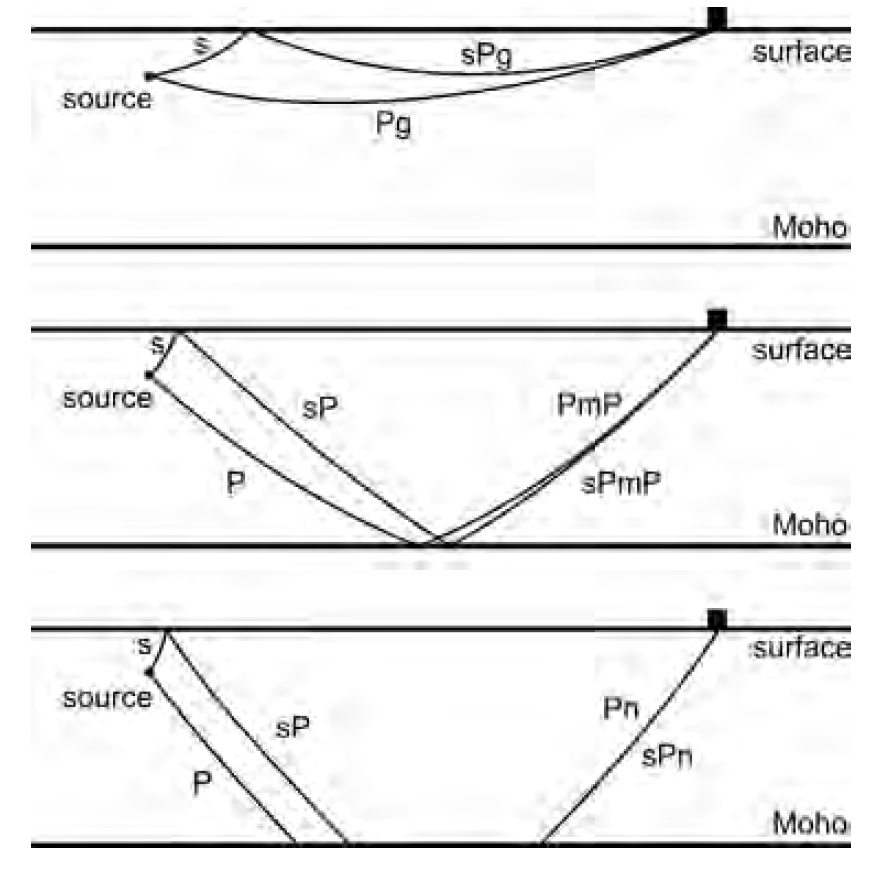 s
sPg
surface
source
Pg
Moho
s
surface
source
sP
PmP
P
sPmP
Moho
s
surface
source
Pn
sP
sPn
P
Moho